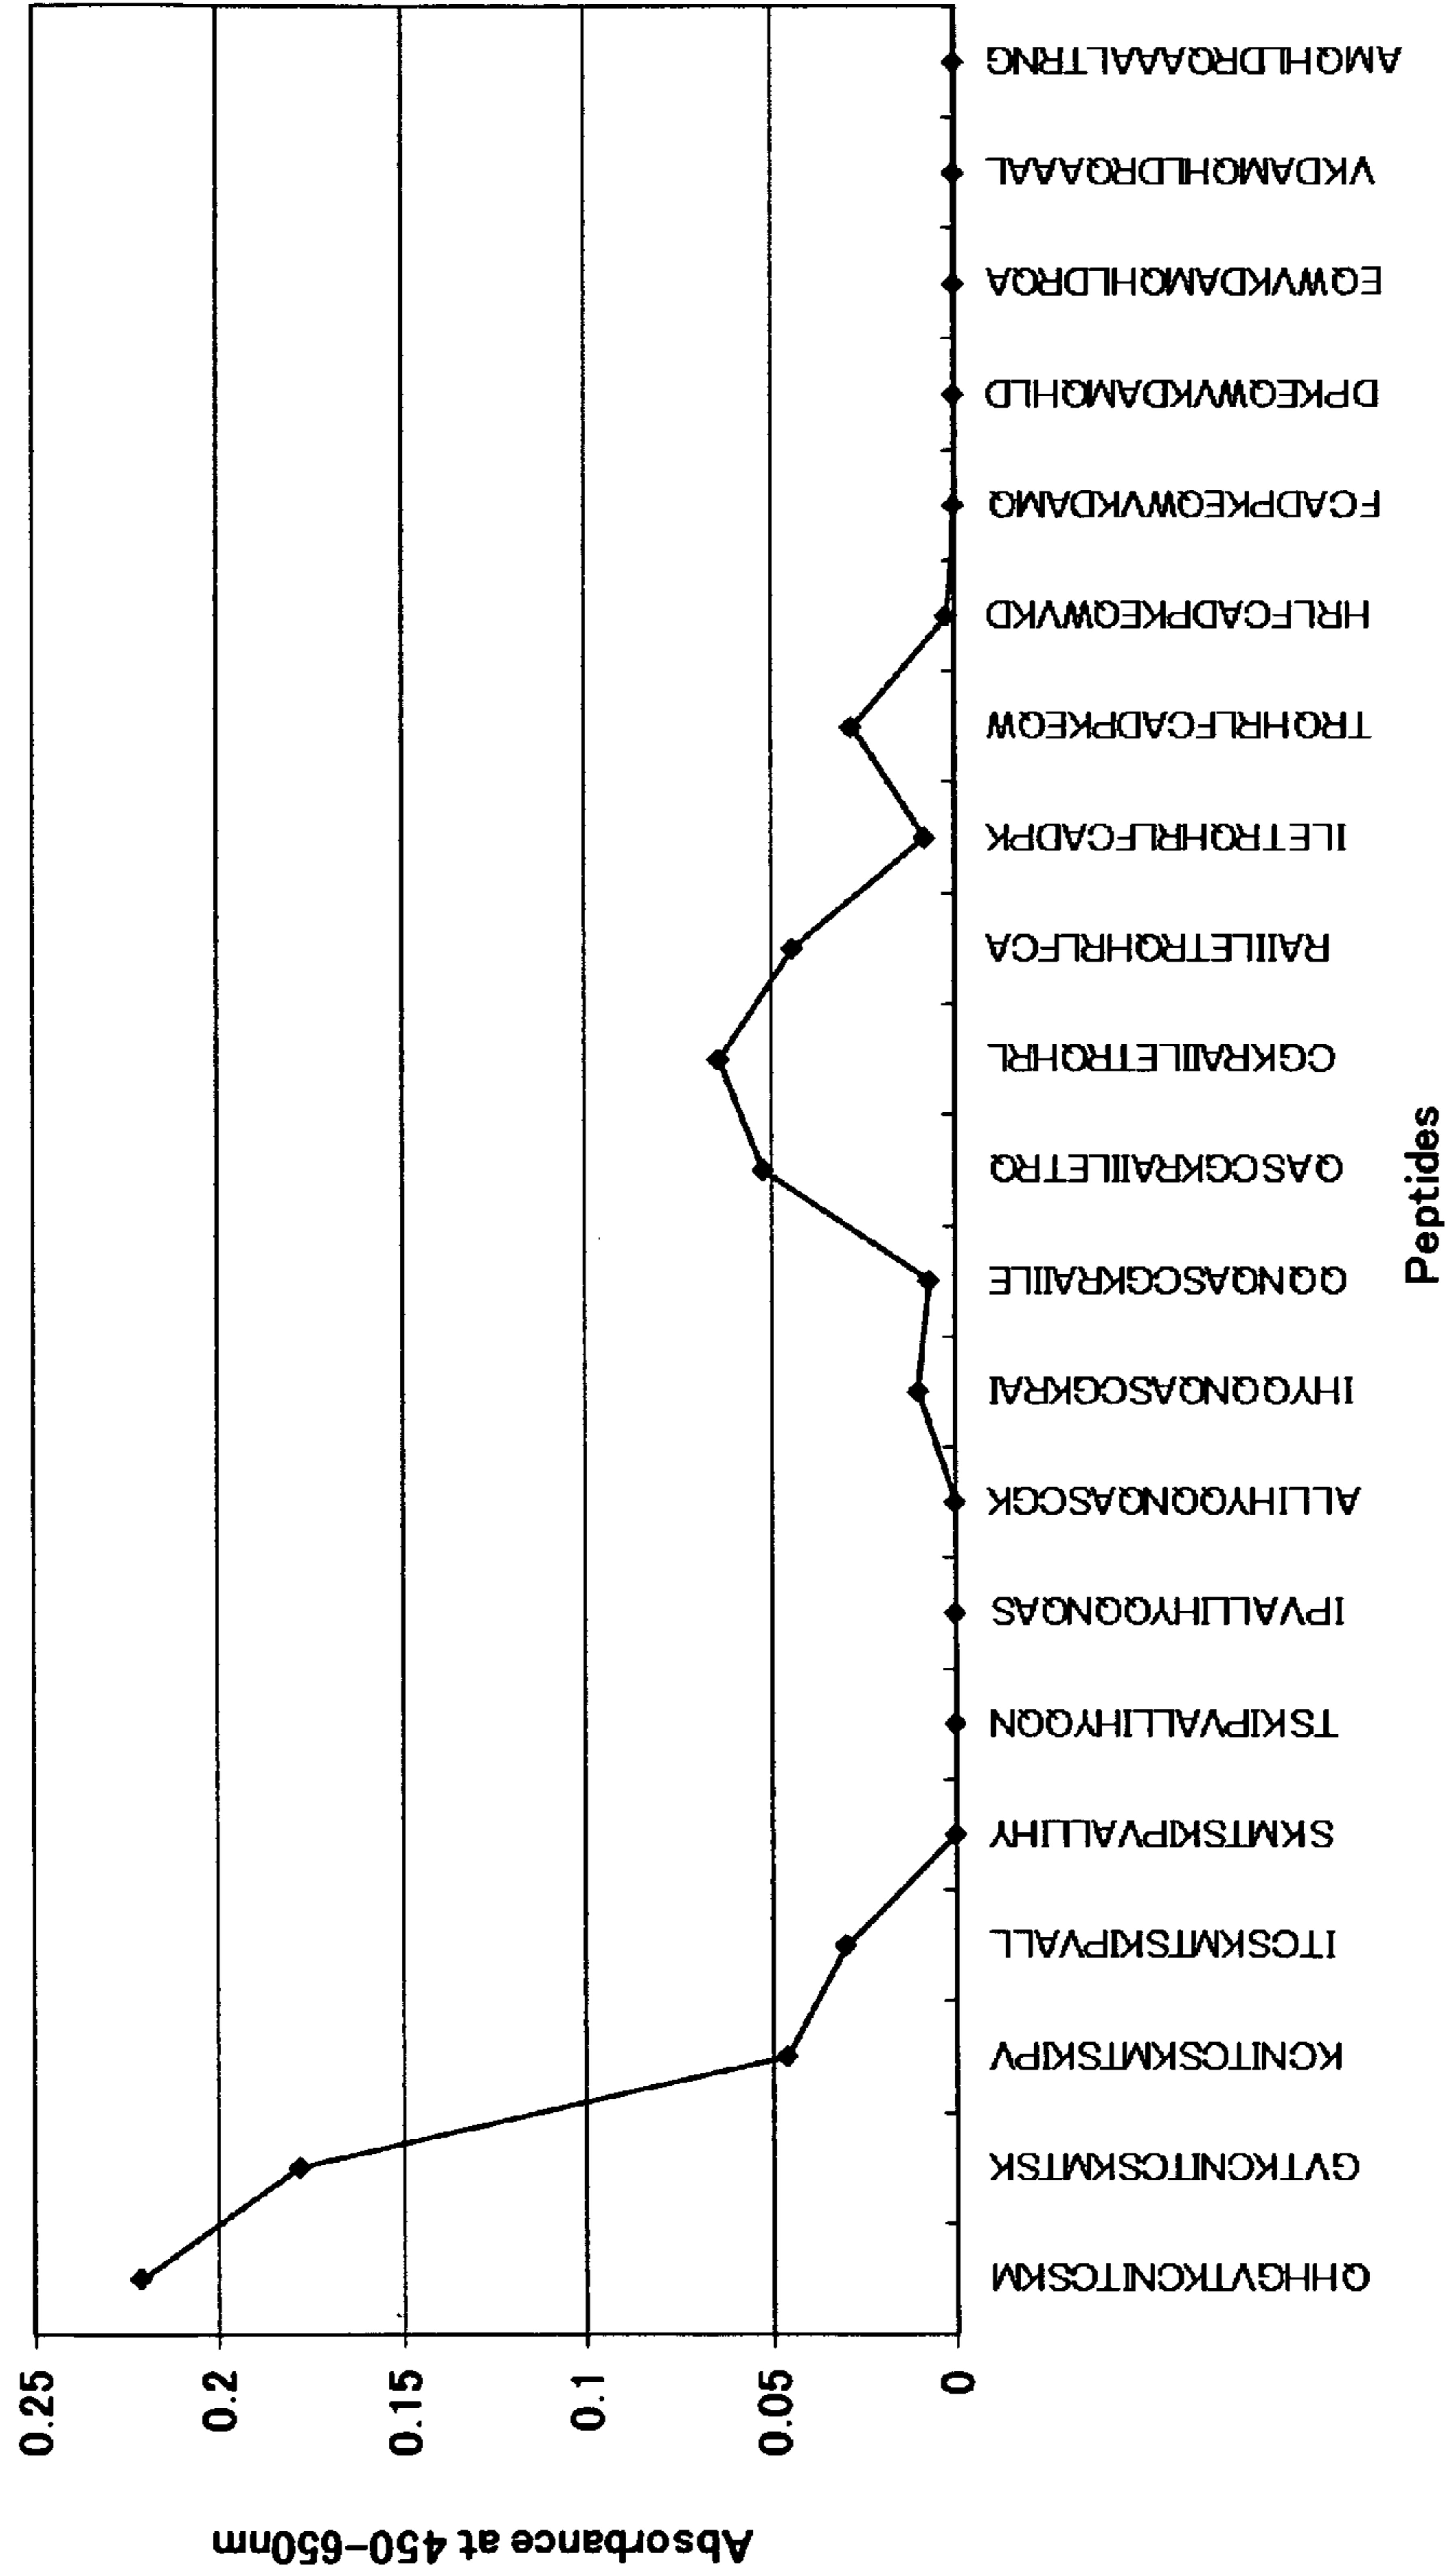 Absorbance at 450-650nm
0.25
0.2
0.15
0.1
0.05
0
QHHGVTKCNITCSKM
GVTKCNITCSKMTSK
KCNITCSKMTSKIPV
ITCSKMTSKIPVALL
SKMTSKIPVALLIHY
TSKIPVALLIHYQQN
IPVALLIHYQQNQAS
ALLIHYQQNQASCGK
IHYQQNQASCGKRAI
QQNQASCGKRAIILE
QASCGKRAIILETRQ
CGKRAIILETRQHRL
RAIILETRQHRLFCA
ILETRQHRLFCADPK
TRQHRLFCADPKEQW
HRLFCADPKEQWVKD
FCADPKEQWVKDAMQ
DPKEQWVKDAMQHLD
EQWVKDAMQHLDRQA
VKDAMQHLDRQAAAL
AMQHLDRQAAALTRNG
Peptides